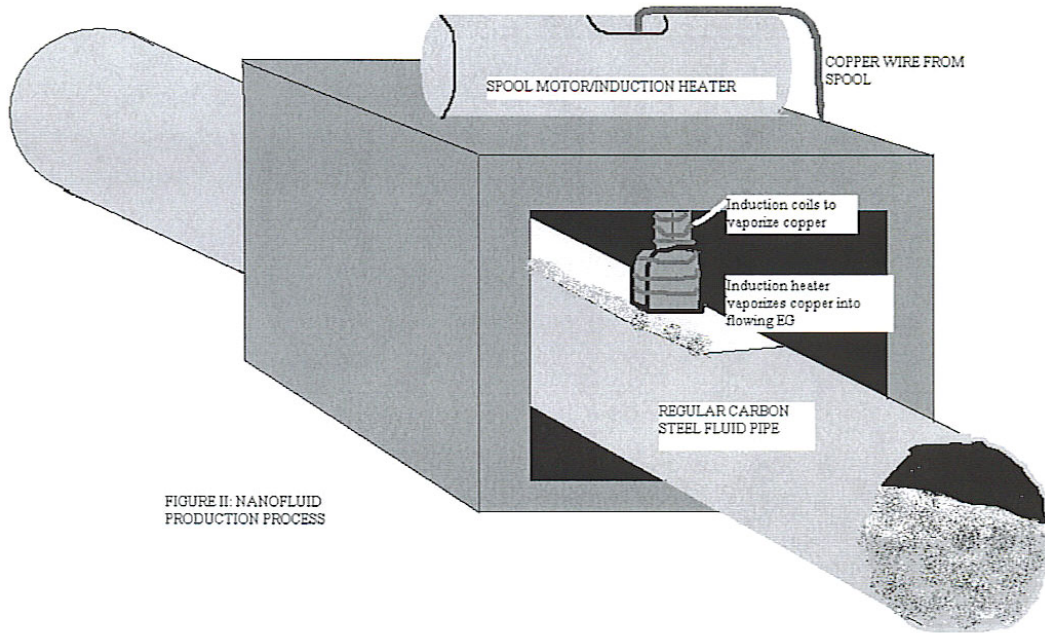 SPOOL MOTOR/INDUCTION HEATER
COPPER WIRE FROM
SPOOL
Induction coils to
vaporize copper
Induction heater
vaporizes copper into
flowing EG
REGULAR CARBON
STEEL FLUID PIPE
FIGURE II: NANOFLUID
PRODUCTION PROCESS